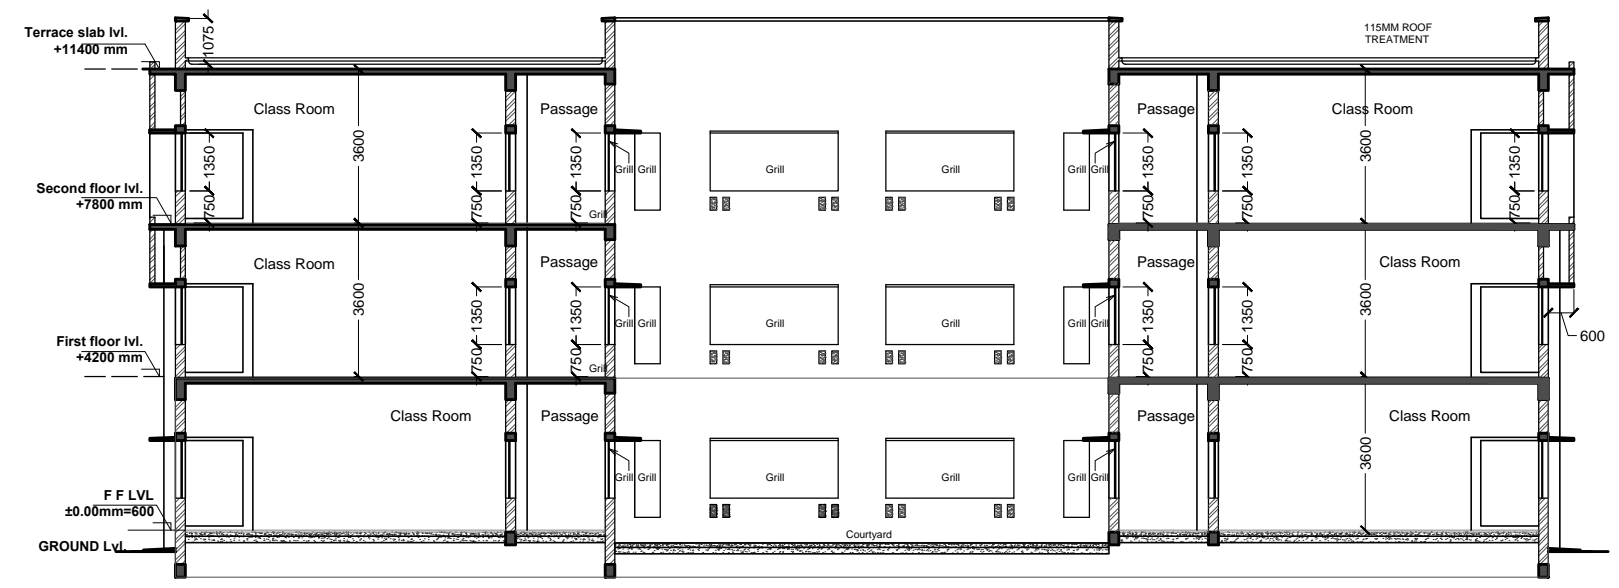 Terrace slab lvl.
+11400 mm
1075
115MM ROOF
TREATMENT
Class Room
3600
Passage
Passage
Class Room
3600
1350
1350
1350
1350
1350
1350
Grill
Grill
Grill
Grill
Grill
Grill
Second floor lvl.
+7800 mm
750
750
750
750
750
750
Grill
Class Room
3600
Passage
Passage
Class Room
3600
1350
1350
1350
1350
Grill
Grill
Grill
Grill
Grill
Grill
600
First floor lvl.
+4200 mm
750
750
750
750
Grill
Class Room
Passage
Passage
Class Room
3600
Grill
Grill
Grill
Grill
Grill
Grill
F F LVL
±0.00mm=600
Courtyard
GROUND Lvl.